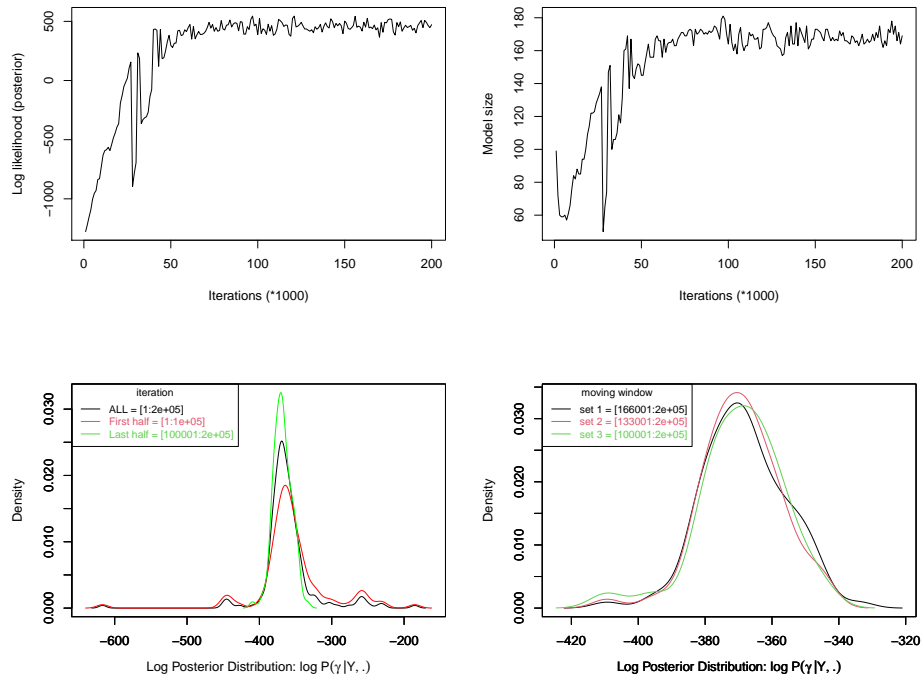 Log likelihood (posterior)
500
0
−500
−1000
0
50
100
150
200
Iterations (*1000)
Model size
180
160
140
120
100
80
60
0
50
100
150
200
Iterations (*1000)
iteration
ALL = [1:2e+05]
First half = [1:1e+05]
Last half = [100001:2e+05]
Density
0.030
0.020
0.010
0.000
−600
−500
−400
−300
−200
Log Posterior Distribution: log P(γ|Y, .)
moving window
set 1 = [166001:2e+05]
set 2 = [133001:2e+05]
set 3 = [100001:2e+05]
Density
0.030
0.020
0.010
0.000
−420
−400
−380
−360
−340
−320
Log Posterior Distribution: log P(γ|Y, .)